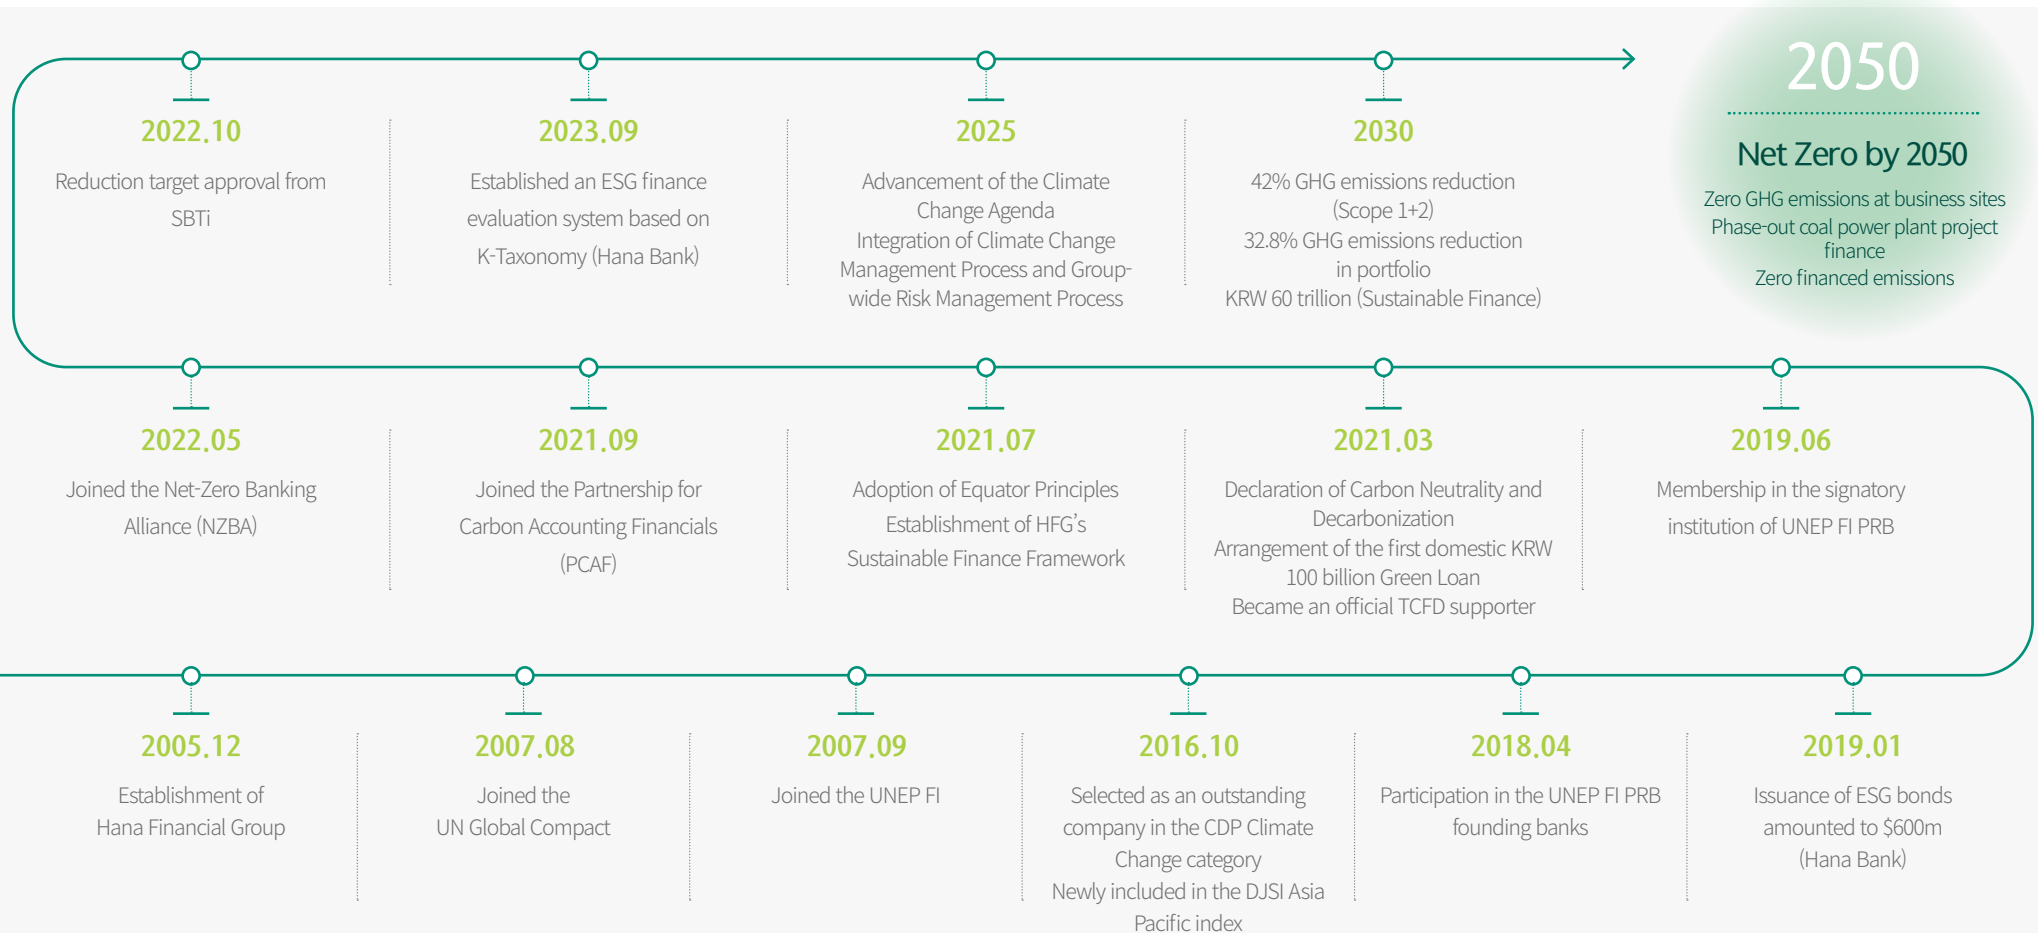 2050
Net Zero by 2050
Zero GHG emissions at business sites
Phase-out coal power plant project
finance
Zero financed emissions
2022.10
Reduction target approval from
SBTi
2023.09
Established an ESG finance
evaluation system based on
K-Taxonomy (Hana Bank)
2025
Advancement of the Climate
Change Agenda
Integration of Climate Change
Management Process and Group-
wide Risk Management Process
2030
42% GHG emissions reduction
(Scope 1+2)
32.8% GHG emissions reduction
in portfolio
KRW 60 trillion (Sustainable Finance)
2022.05
Joined the Net-Zero Banking
Alliance (NZBA)
2021.09
Joined the Partnership for
Carbon Accounting Financials
(PCAF)
2021.07
Adoption of Equator Principles
Establishment of HFG's
Sustainable Finance Framework
2021.03
Declaration of Carbon Neutrality and
Decarbonization
Arrangement of the first domestic KRW
100 billion Green Loan
Became an official TCFD supporter
2019.06
Membership in the signatory
institution of UNEP FI PRB
2005.12
Establishment of
Hana Financial Group
2007.08
Joined the
UN Global Compact
2007.09
Joined the UNEP FI
2016.10
Selected as an outstanding
company in the CDP Climate
Change category
Newly included in the DJSI Asia
Pacific index
2018.04
Participation in the UNEP FI PRB
founding banks
2019.01
Issuance of ESG bonds
amounted to $600m
(Hana Bank)